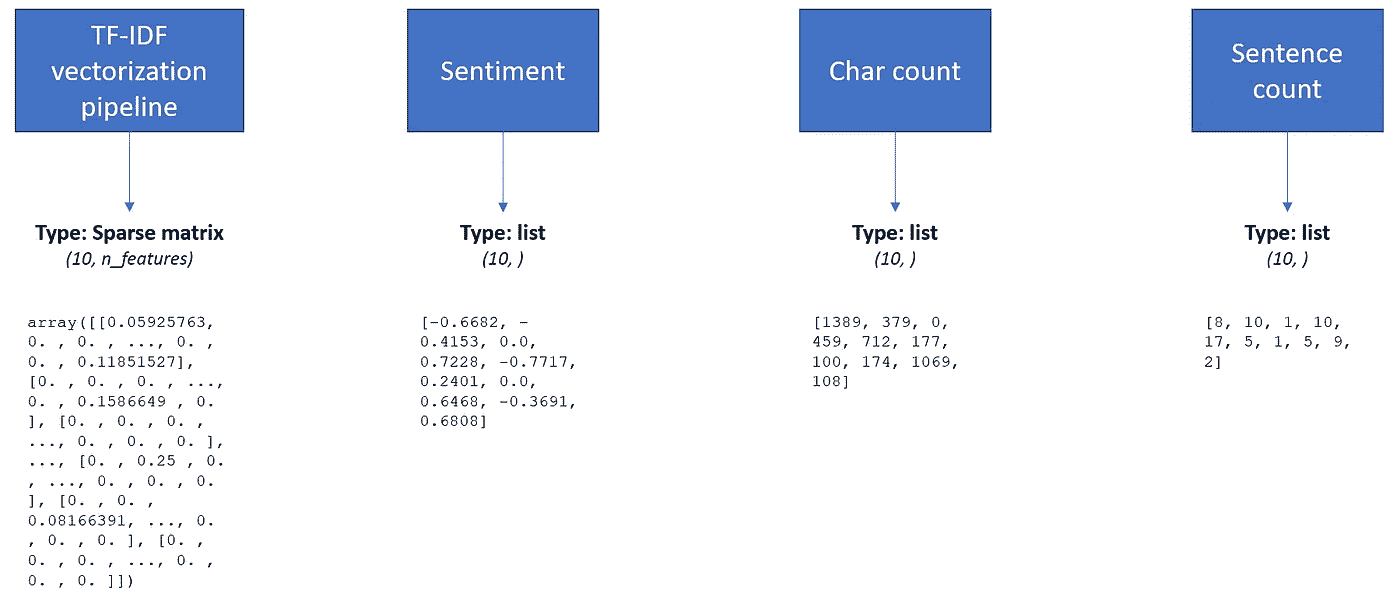 TF-IDF
vectorization
pipeline
Type: Sparse matrix
(10, n_features)
array([[0.05925763,
0. , 0. , ..., 0. ,
0. , 0.11851527],
[0. , 0. , 0. , ...,
0. , 0.1586649 , 0.
], [0. , 0. , 0. ,
..., 0. , 0. , 0. ],
..., [0. , 0.25 , 0.
, ..., 0. , 0. , 0.
], [0. , 0. ,
0.08166391, ..., 0.
, 0. , 0. ], [0. ,
0. , 0. , ..., 0. ,
0. , 0. ]])
Sentiment
Type: list
(10, )
[-0.6682, -
0.4153, 0.0,
0.7228, -0.7717,
0.2401, 0.0,
0.6468, -0.3691,
0.6808]
Char count
Type: list
(10, )
[1389, 379, 0,
459, 712, 177,
100, 174, 1069,
108]
Sentence
count
Type: list
(10, )
[8, 10, 1, 10,
17, 5, 1, 5, 9,
2]